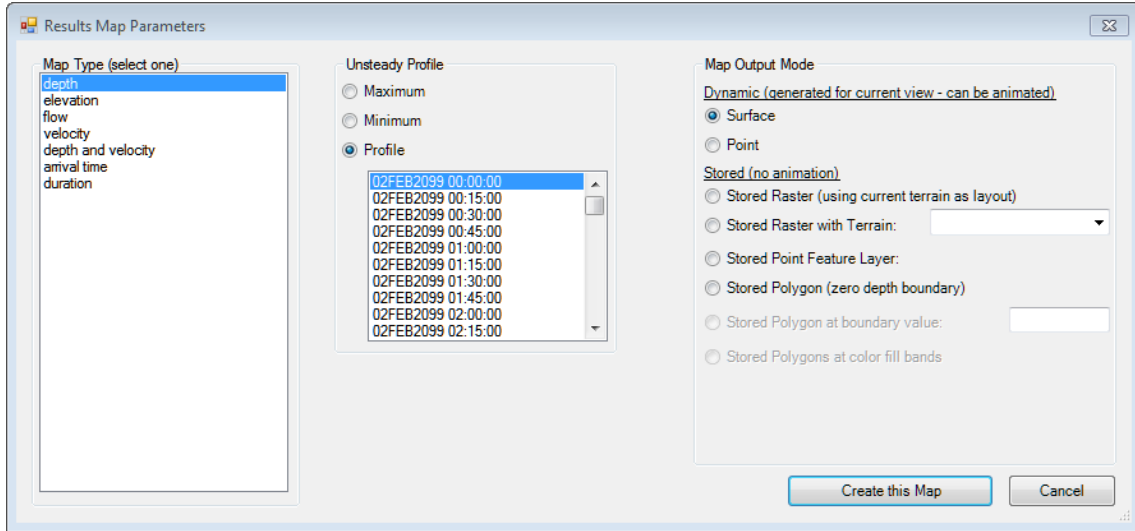 Results Map Parameters
Map Type (select one)
depth
elevation
flow
velocity
depth and velocity
arrival time
duration
Unsteady Profile
Maximum
Minimum
Profile
02FEB2099 00:00:00
02FEB2099 00:15:00
02FEB2099 00:30:00
02FEB2099 00:45:00
02FEB2099 01:00:00
02FEB2099 01:15:00
02FEB2099 01:30:00
02FEB2099 01:45:00
02FEB2099 02:00:00
02FEB2099 02:15:00
Map Output Mode
Dynamic (generated for current view - can be animated)
Surface
Point
Stored (no animation)
Stored Raster (using current terrain as layout)
Stored Raster with Terrain:
Stored Point Feature Layer:
Stored Polygon (zero depth boundary)
Stored Polygon at boundary value:
Stored Polygons at color fill bands
Create this Map
Cancel